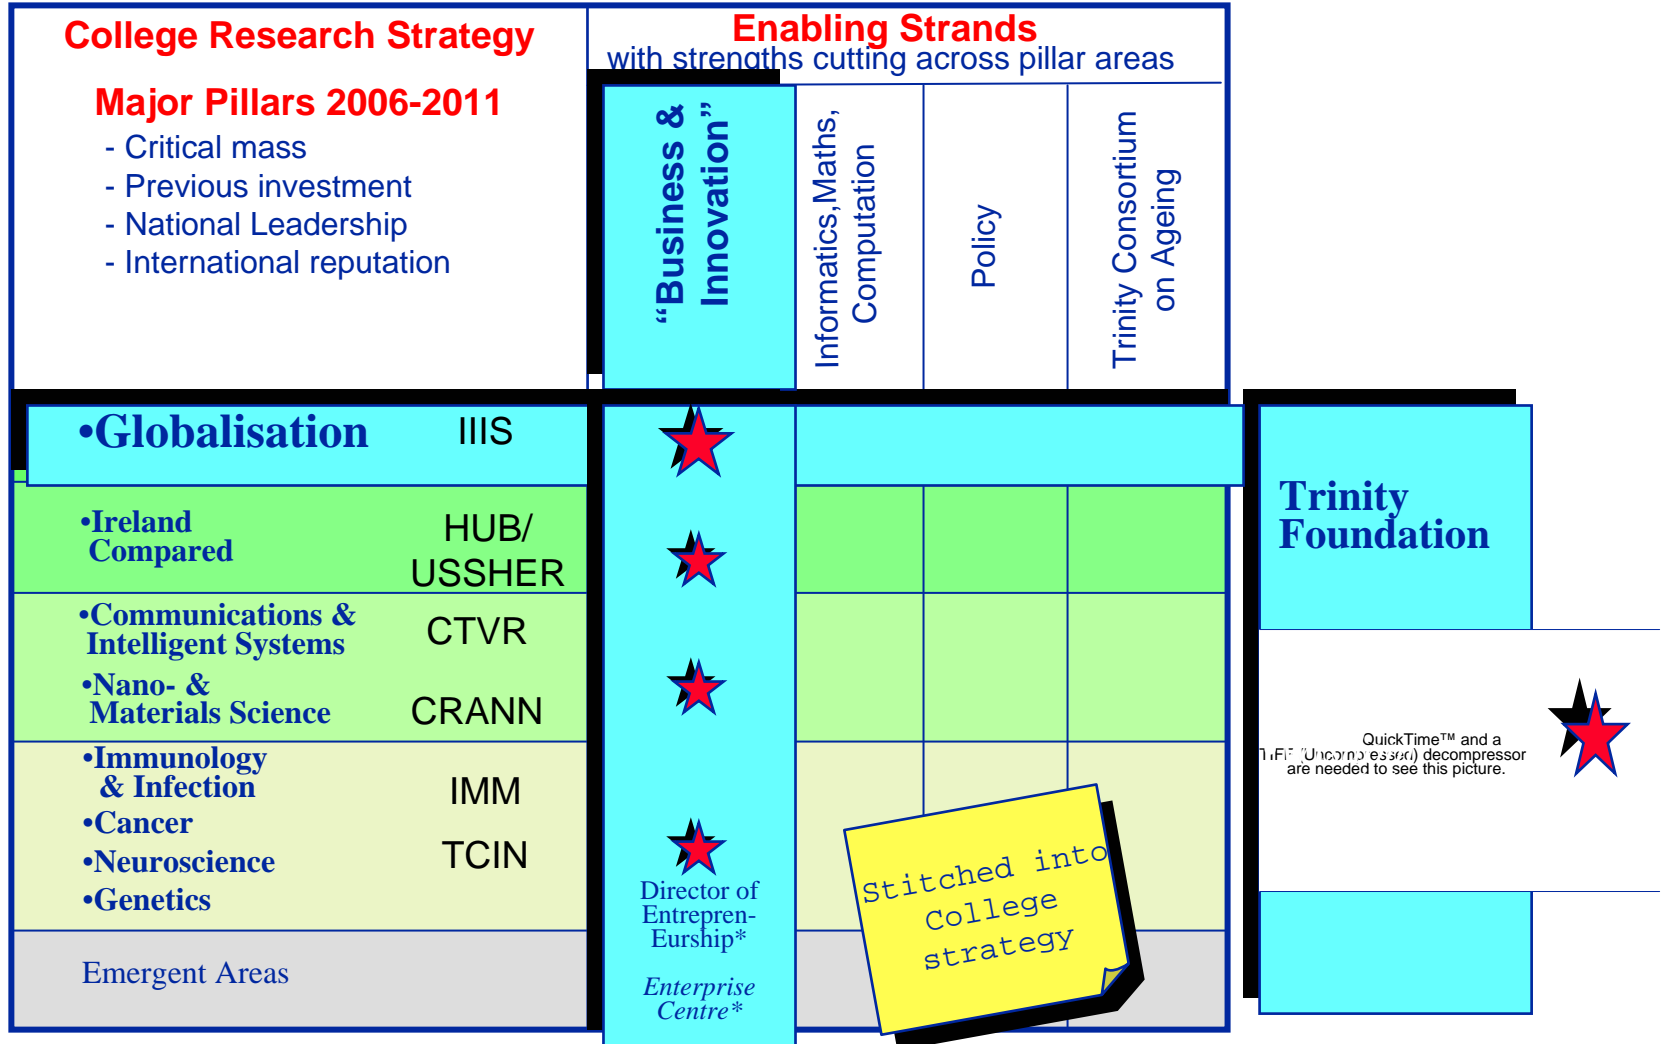 College Research Strategy
Major Pillars 2006-2011
- Critical mass
- Previous investment
- National Leadership
- International reputation
Enabling Strands
with strengths cutting across pillar areas
“Business &
Innovation”
Informatics,Maths,
Computation
Policy
Trinity Consortium
on Ageing
•Globalisation IIIS
•Ireland
Compared
HUB/
USSHER
•Communications &
Intelligent Systems
CTVR
•Nano- &
Materials Science
CRANN
•Immunology
& Infection
IMM
•Cancer
•Neuroscience
TCIN
•Genetics
Emergent Areas
Director of
Entrepren-
Eurship*
Enterprise
Centre*
Stitched into
College
strategy
Trinity
Foundation
QuickTime™ and a
TIFF (Uncompressed) decompressor
are needed to see this picture.